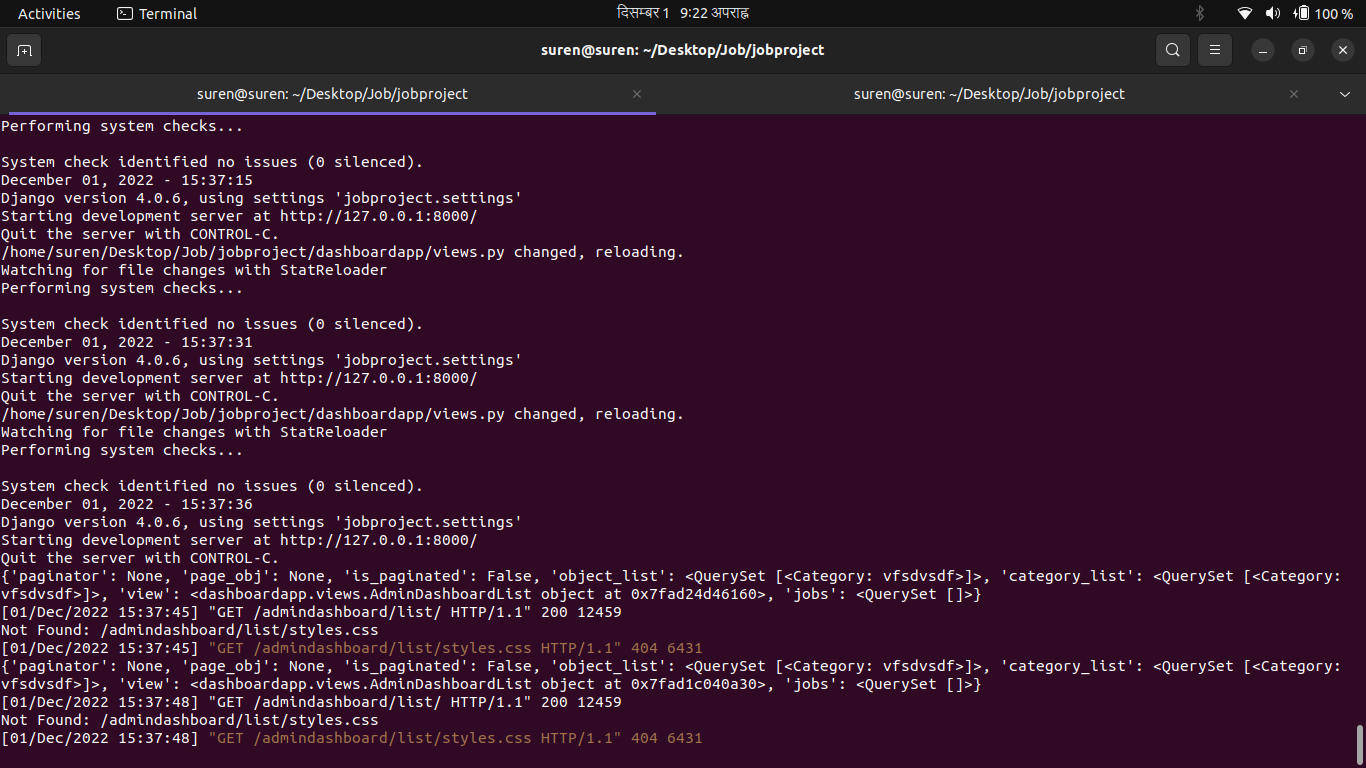 Activities
Terminal
दिसम्बर 1 9:22 अपराह्न
100 %
suren@suren: ~/Desktop/Job/jobproject
suren@suren: ~/Desktop/Job/jobproject
suren@suren: ~/Desktop/Job/jobproject
Performing system checks...
System check identified no issues (0 silenced).
December 01, 2022 - 15:37:15
Django version 4.0.6, using settings 'jobproject.settings'
Starting development server at http://127.0.0.1:8000/
Quit the server with CONTROL-C.
/home/suren/Desktop/Job/jobproject/dashboardapp/views.py changed, reloading.
Watching for file changes with StatReloader
Performing system checks...
System check identified no issues (0 silenced).
December 01, 2022 - 15:37:31
Django version 4.0.6, using settings 'jobproject.settings'
Starting development server at http://127.0.0.1:8000/
Quit the server with CONTROL-C.
/home/suren/Desktop/Job/jobproject/dashboardapp/views.py changed, reloading.
Watching for file changes with StatReloader
Performing system checks...
System check identified no issues (0 silenced).
December 01, 2022 - 15:37:36
Django version 4.0.6, using settings 'jobproject.settings'
Starting development server at http://127.0.0.1:8000/
Quit the server with CONTROL-C.
{'paginator': None, 'page_obj': None, 'is_paginated': False, 'object_list': <QuerySet [<Category: vfsdvsdf>]>, 'category_list': <QuerySet [<Category:
vfsdvsdf>]>, 'view': <dashboardapp.views.AdminDashboardList object at 0x7fad24d46160>, 'jobs': <QuerySet []>}
[01/Dec/2022 15:37:45] "GET /admindashboard/list/ HTTP/1.1" 200 12459
Not Found: /admindashboard/list/styles.css
[01/Dec/2022 15:37:45] "GET /admindashboard/list/styles.css HTTP/1.1" 404 6431
{'paginator': None, 'page_obj': None, 'is_paginated': False, 'object_list': <QuerySet [<Category: vfsdvsdf>]>, 'category_list': <QuerySet [<Category:
vfsdvsdf>]>, 'view': <dashboardapp.views.AdminDashboardList object at 0x7fad1c040a30>, 'jobs': <QuerySet []>}
[01/Dec/2022 15:37:48] "GET /admindashboard/list/ HTTP/1.1" 200 12459
Not Found: /admindashboard/list/styles.css
[01/Dec/2022 15:37:48] "GET /admindashboard/list/styles.css HTTP/1.1" 404 6431